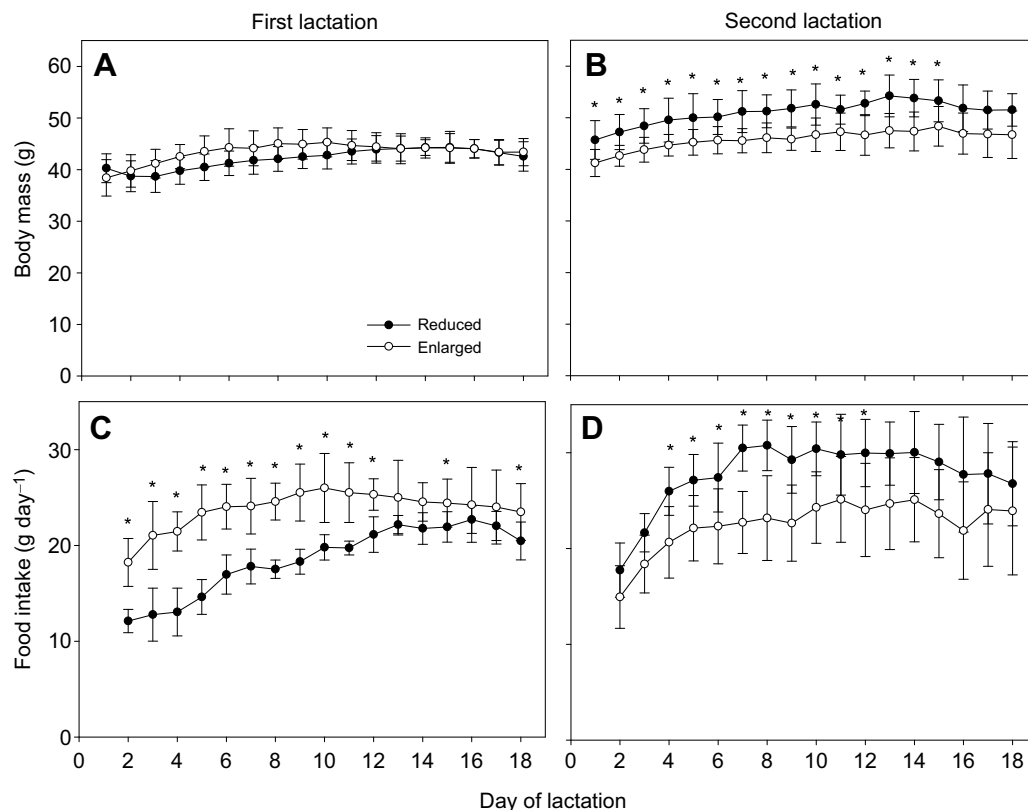 First lactation
Second lactation
A
B
60
50
40
30
20
10
0
Body mass (g)
* * * * * * * * * * * * * * *
Reduced
Enlarged
C
D
30
20
10
0
Food intake (g day⁻¹)
* * * * * * * * * * * * *
* * * * * * * * *
0 2 4 6 8 10 12 14 16 18
0 2 4 6 8 10 12 14 16 18
Day of lactation